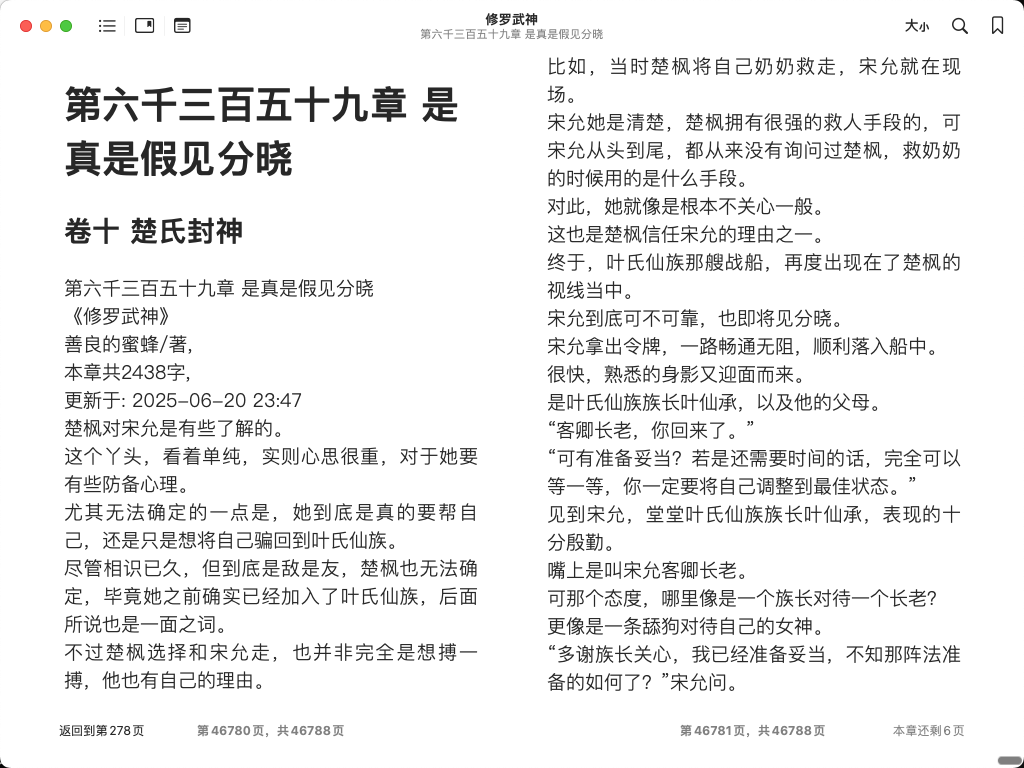 修罗武神
第六千三百五十九章 是真是假见分晓
大小
第六千三百五十九章 是
真是假见分晓
卷十 楚氏封神
第六千三百五十九章 是真是假见分晓
《修罗武神》
善良的蜜蜂/著,
本章共2438字,
更新于: 2025-06-20 23:47
楚枫对宋允是有些了解的。
这个丫头，看着单纯，实则心思很重，对于她要
有些防备心理。
尤其无法确定的一点是，她到底是真的要帮自
己，还是只是想将自己骗回到叶氏仙族。
尽管相识已久，但到底是敌是友，楚枫也无法确
定，毕竟她之前确实已经加入了叶氏仙族，后面
所说也是一面之词。
不过楚枫选择和宋允走，也并非完全是想搏一
搏，他也有自己的理由。
比如，当时楚枫将自己奶奶救走，宋允就在现
场。
宋允她是清楚，楚枫拥有很强的救人手段的，可
宋允从头到尾，都从来没有询问过楚枫，救奶奶
的时候用的是什么手段。
对此，她就像是根本不关心一般。
这也是楚枫信任宋允的理由之一。
终于，叶氏仙族那艘战船，再度出现在了楚枫的
视线当中。
宋允到底可不可靠，也即将见分晓。
宋允拿出令牌，一路畅通无阻，顺利落入船中。
很快，熟悉的身影又迎面而来。
是叶氏仙族族长叶仙承，以及他的父母。
“客卿长老，你回来了。”
“可有准备妥当？若是还需要时间的话，完全可以
等一等，你一定要将自己调整到最佳状态。”
见到宋允，堂堂叶氏仙族族长叶仙承，表现的十
分殷勤。
嘴上是叫宋允客卿长老。
可那个态度，哪里像是一个族长对待一个长老？
更像是一条舔狗对待自己的女神。
“多谢族长关心，我已经准备妥当，不知那阵法准
备的如何了？”宋允问。
返回到第278页
第46780页，共46788页
第46781页，共46788页
本章还剩6页